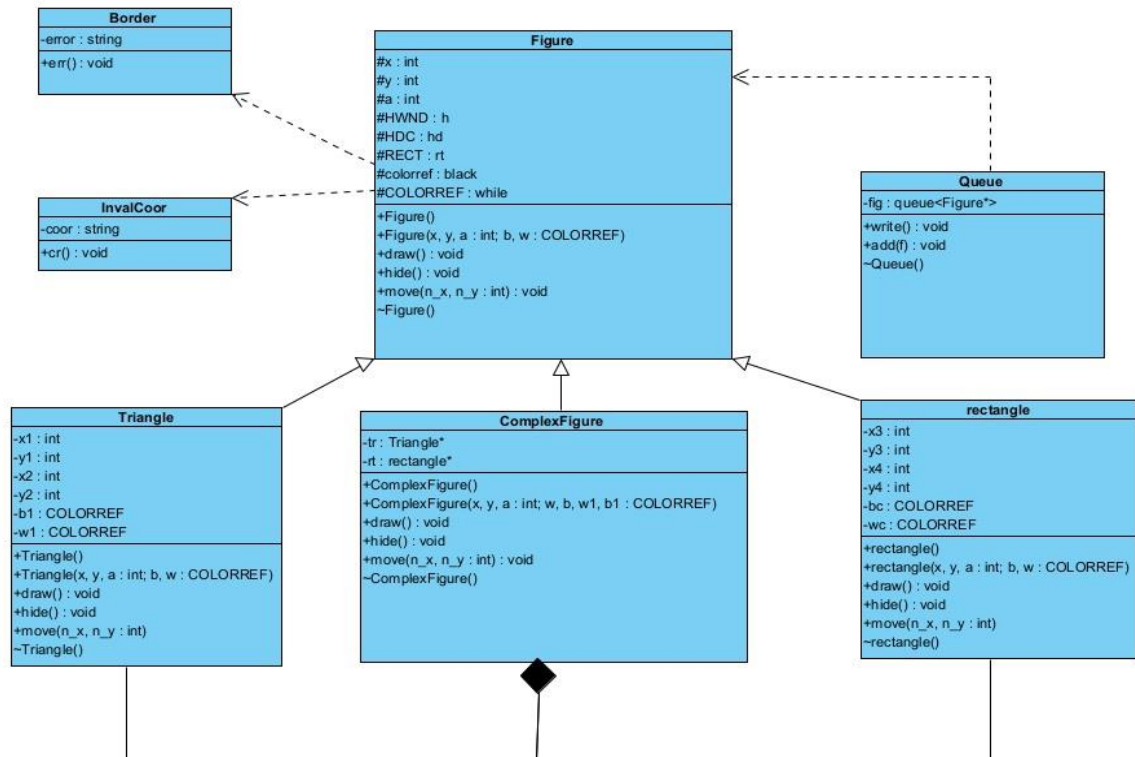 Border
-error : string
+err() : void
InvalCoor
-coor : string
+cr() : void
Figure
#x : int
#y : int
#a : int
#HWND : h
#HDC : hd
#RECT : rt
#colorref : black
#COLORREF : while
+Figure()
+Figure(x, y, a : int; b, w : COLORREF)
+draw() : void
+hide() : void
+move(n_x, n_y : int) : void
~Figure()
Queue
-fig : queue<Figure*>
+write() : void
+add(f) : void
~Queue()
Triangle
-x1 : int
-y1 : int
-x2 : int
-y2 : int
-b1 : COLORREF
-w1 : COLORREF
+Triangle()
+Triangle(x, y, a : int; b, w : COLORREF)
+draw() : void
+hide() : void
+move(n_x, n_y : int)
~Triangle()
ComplexFigure
-tr : Triangle*
-rt : rectangle*
+ComplexFigure()
+ComplexFigure(x, y, a : int; w, b, w1, b1 : COLORREF)
+draw() : void
+hide() : void
+move(n_x, n_y : int) : void
~ComplexFigure()
rectangle
-x3 : int
-y3 : int
-x4 : int
-y4 : int
-bc : COLORREF
-wc : COLORREF
+rectangle()
+rectangle(x, y, a : int; b, w : COLORREF)
+draw() : void
+hide() : void
+move(n_x, n_y : int)
~rectangle()